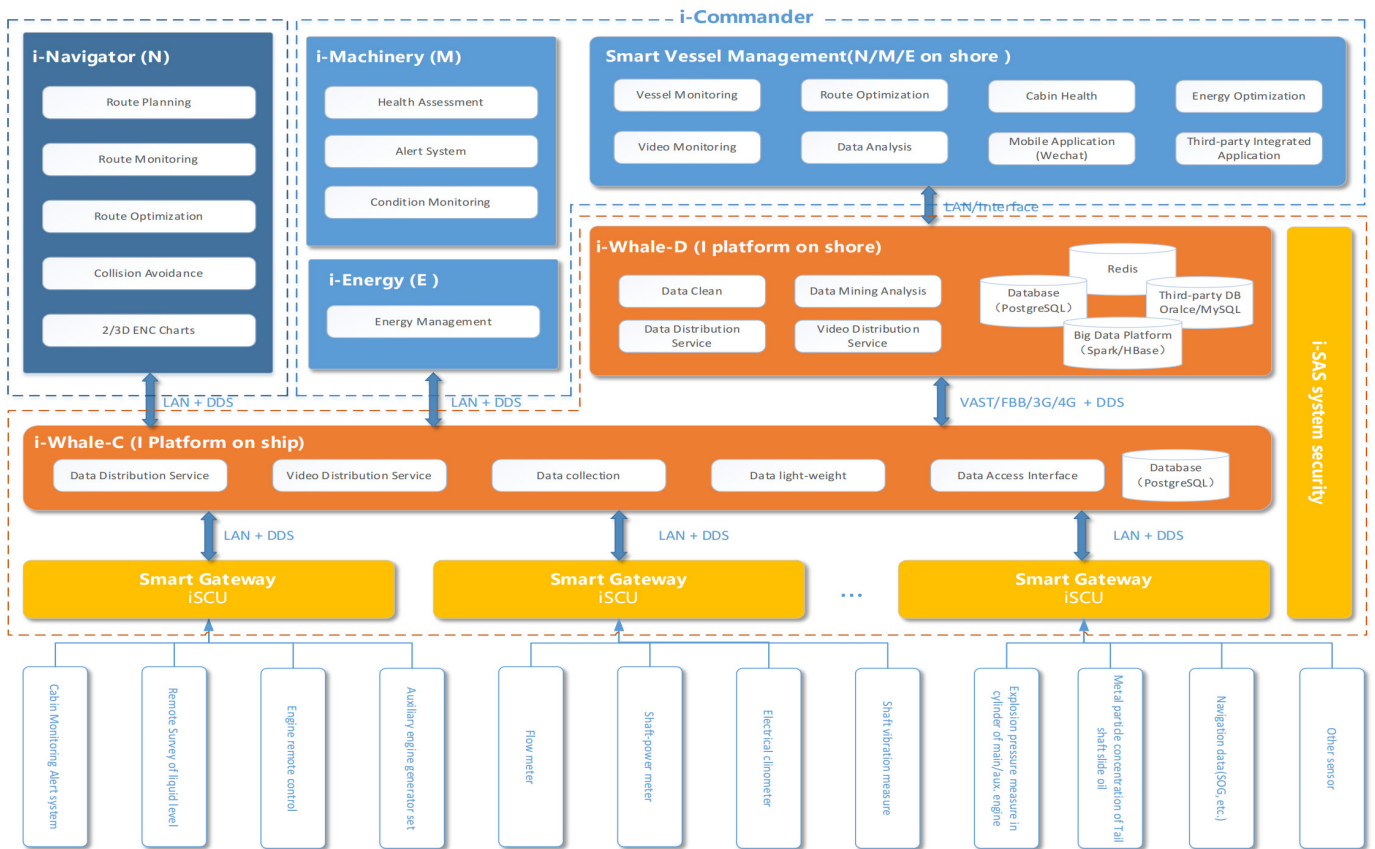 i-Commander
i-Navigator (N)
Route Planning
Route Monitoring
Route Optimization
Collision Avoidance
2/3D ENC Charts
i-Machinery (M)
Health Assessment
Alert System
Condition Monitoring
i-Energy (E )
Energy Management
Smart Vessel Management(N/M/E on shore )
Vessel Monitoring
Route Optimization
Cabin Health
Energy Optimization
Video Monitoring
Data Analysis
Mobile Application
(Wechat)
Third-party Integrated
Application
LAN/Interface
i-Whale-D (I platform on shore)
Data Clean
Data Mining Analysis
Data Distribution
Service
Video Distribution
Service
Redis
Database
（PostgreSQL）
Third-party DB
Oralce/MySQL
Big Data Platform
（Spark/HBase）
i-SAS system security
LAN + DDS
LAN + DDS
VAST/FBB/3G/4G + DDS
i-Whale-C (I Platform on ship)
Data Distribution Service
Video Distribution Service
Data collection
Data light-weight
Data Access Interface
Database
（PostgreSQL）
LAN + DDS
LAN + DDS
LAN + DDS
Smart Gateway
iSCU
Smart Gateway
iSCU
...
Smart Gateway
iSCU
Cabin Monitoring Alert system
Remote Survey of liquid level
Engine remote control
Auxiliary engine generator set
Flow meter
Shaft-power meter
Electrical clinometer
Shaft vibration measure
Explosion pressure measure in
cylinder of main/aux. engine
Metal particle concentration of Tail
shaft slide oil
Navigation data(SOG, etc.)
Other sensor